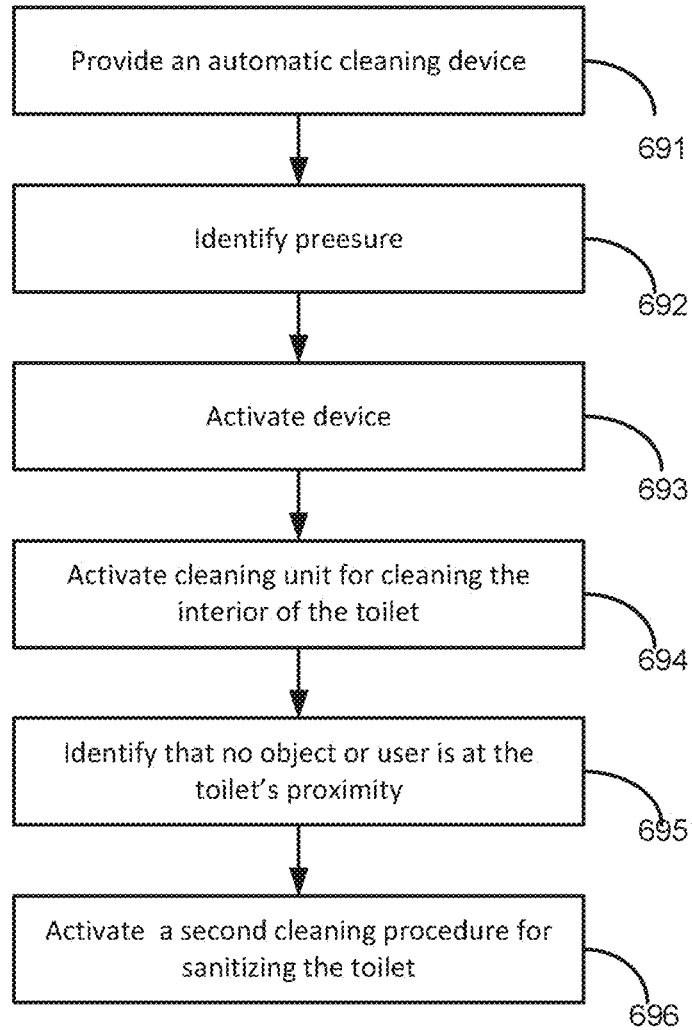 Provide an automatic cleaning device
691
Identify preesure
692
Activate device
693
Activate cleaning unit for cleaning the
interior of the toilet
694
Identify that no object or user is at the
toilet's proximity
695
Activate a second cleaning procedure for
sanitizing the toilet
696